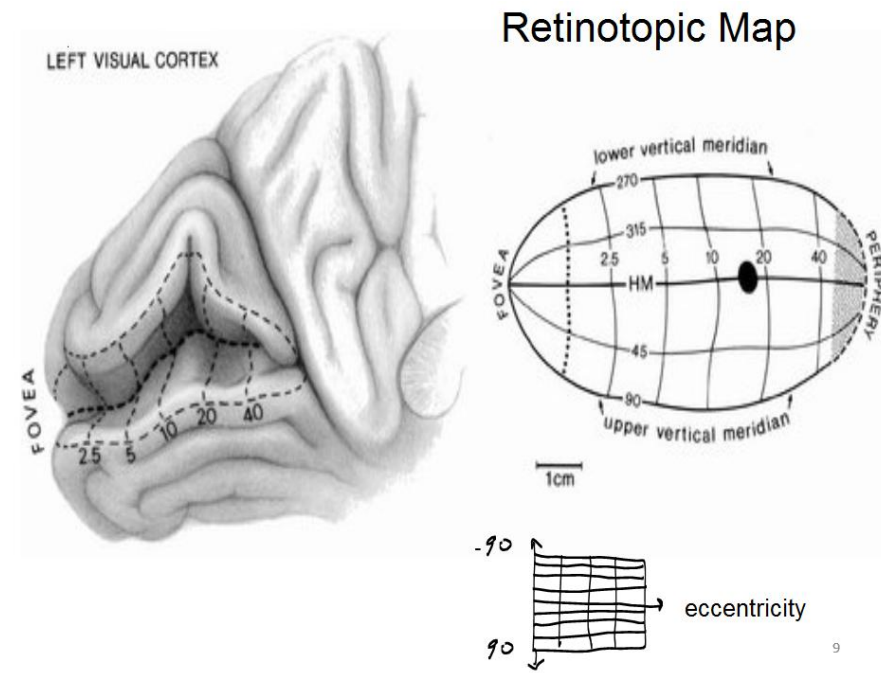 Retinotopic Map
LEFT VISUAL CORTEX
FOVEA
2.5
5
10
20
40
lower vertical meridian
270
315
2.5 5 10 20 40
FOVEA
HM
PERIPHERY
45
90
upper vertical meridian
1cm
-90
eccentricity
90
9